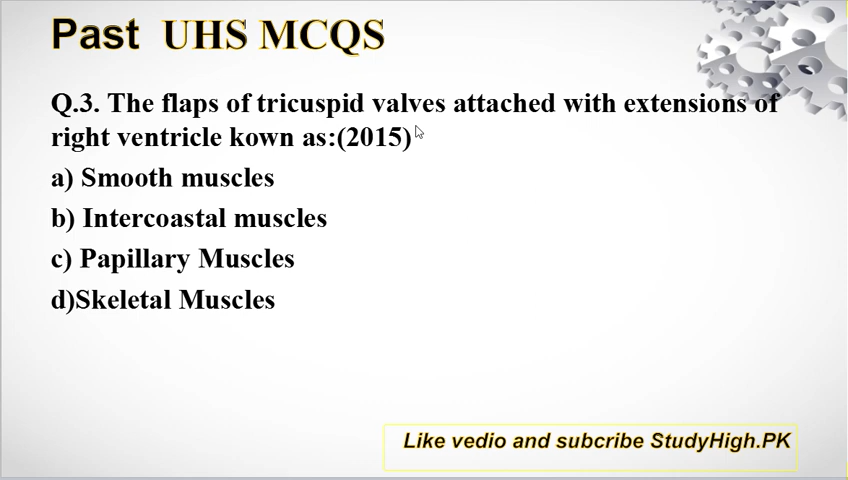 Past UHS MCQS
Q.3. The flaps of tricuspid valves attached with extensions of
right ventricle kown as:(2015)
a) Smooth muscles
b) Intercoastal muscles
c) Papillary Muscles
d)Skeletal Muscles
Like vedio and subcribe StudyHigh.PK